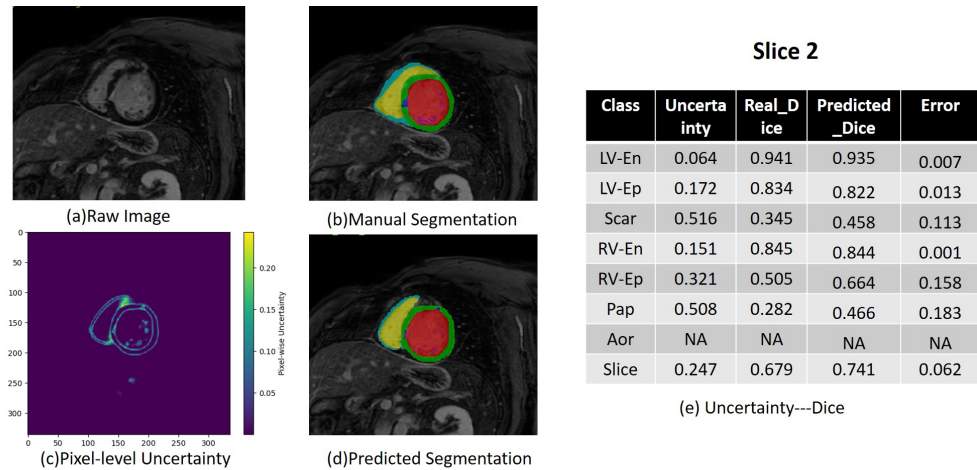 (a)Raw Image
(b)Manual Segmentation
0
50
100
150
200
250
300
0 50 100 150 200 250 300
0.20
0.15
0.10
0.05
Pixel-wise Uncertainty
(c)Pixel-level Uncertainty
(d)Predicted Segmentation
Slice 2
Class Uncerta Real_D Predicted Error
inty ice _Dice
LV-En 0.064 0.941 0.935 0.007
LV-Ep 0.172 0.834 0.822 0.013
Scar 0.516 0.345 0.458 0.113
RV-En 0.151 0.845 0.844 0.001
RV-Ep 0.321 0.505 0.664 0.158
Pap 0.508 0.282 0.466 0.183
Aor NA NA NA NA
Slice 0.247 0.679 0.741 0.062
(e) Uncertainty---Dice